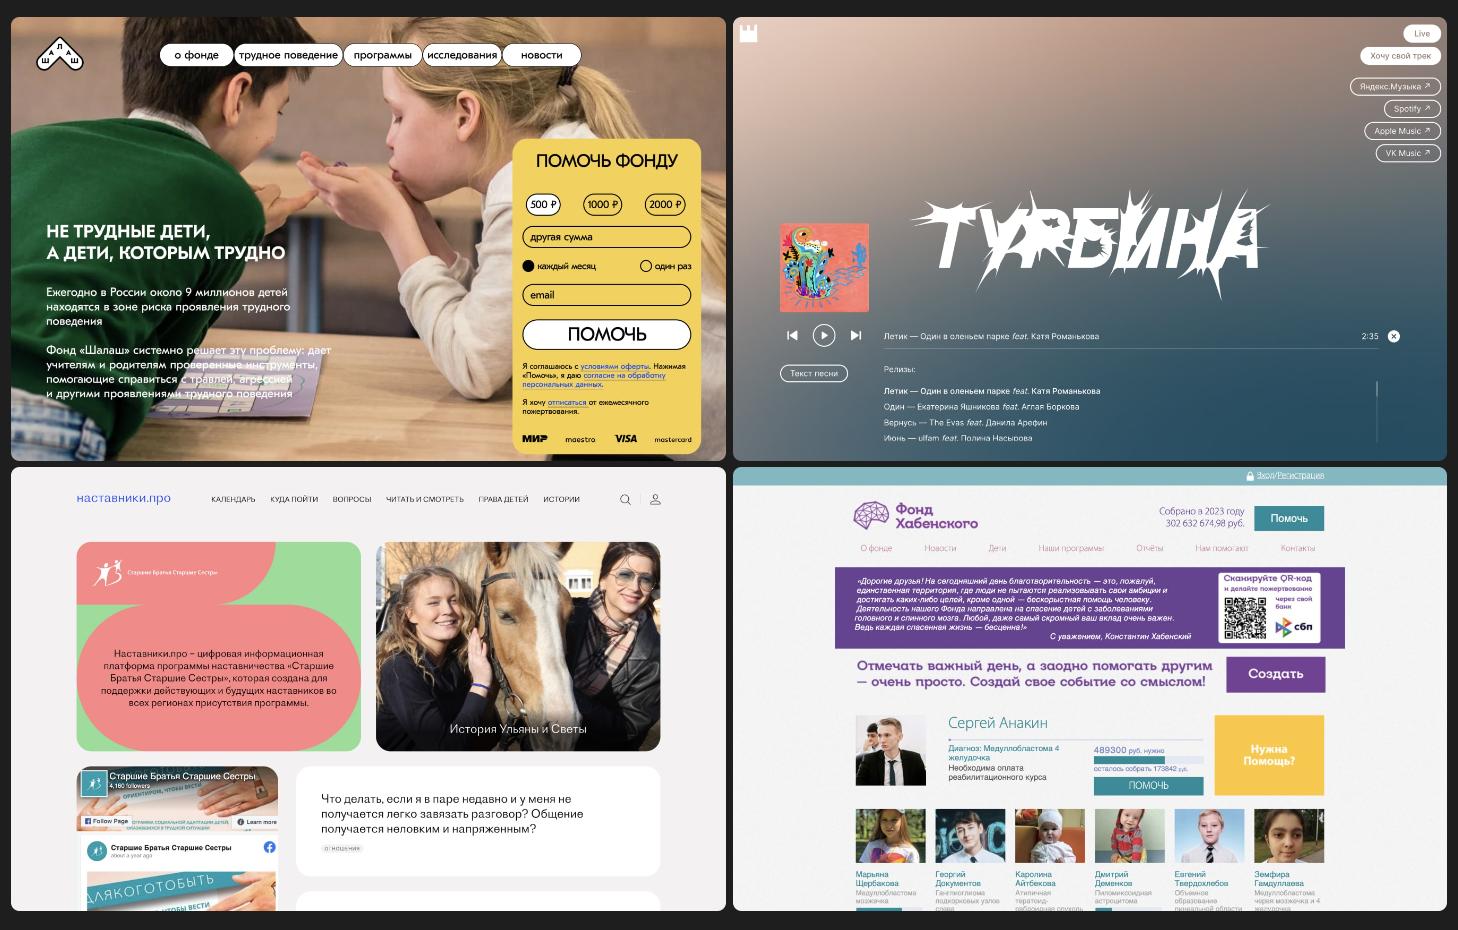 ШАЛАШ
о фонде
трудное поведение
программы
исследования
новости
НЕ ТРУДНЫЕ ДЕТИ,
А ДЕТИ, КОТОРЫМ ТРУДНО
Ежегодно в России около 9 миллионов детей
находятся в зоне риска проявления трудного
поведения
Фонд «Шалаш» системно решает эту проблему: дает
учителям и родителям проверенные инструменты,
помогающие справиться с травлей, агрессией
и другими проявлениями трудного поведения
ПОМОЧЬ ФОНДУ
500 ₽
1000 ₽
2000 ₽
другая сумма
каждый месяц
один раз
email
ПОМОЧЬ
Я соглашаюсь с условиями оферты. Нажимая
«Помочь», я даю согласие на обработку
персональных данных.
Я хочу отписаться от ежемесячного
пожертвования.
МИР
maestro
VISA
mastercard
Live
Хочу свой трек
Яндекс.Музыка ↗
Spotify ↗
Apple Music ↗
VK Music ↗
ТУРБИНА
Летик — Один в оленьем парке feat. Катя Романькова
2:35
Текст песни
Релизы:
Летик — Один в оленьем парке feat. Катя Романькова
Один — Екатерина Яшникова feat. Аглая Боркова
Вернусь — The Evas feat. Данила Арефин
Июнь — ulfam feat. Полина Насырова
наставники.про
КАЛЕНДАРЬ
КУДА ПОЙТИ
ВОПРОСЫ
ЧИТАТЬ И СМОТРЕТЬ
ПРАВА ДЕТЕЙ
ИСТОРИИ
Старшие Братья Старшие Сестры
Наставники.про – цифровая информационная
платформа программы наставничества «Старшие
Братья Старшие Сестры», которая создана для
поддержки действующих и будущих наставников во
всех регионах присутствия программы.
История Ульяны и Светы
Старшие Братья Старшие Сестры
4,160 followers
ОРИЕНТИРОМ, ЧТОБЫ ВЕСТИ
Follow Page
Learn more
Старшие Братья Старшие Сестры
about a year ago
Что делать, если я в паре недавно и у меня не
получается легко завязать разговор? Общение
получается неловким и напряженным?
ОТНОШЕНИЯ
Вход/Регистрация
Фонд
Хабенского
Собрано в 2023 году
302 632 674,98 руб.
Помочь
О фонде
Новости
Дети
Наши программы
Отчёты
Нам помогают
Контакты
«Дорогие друзья! На сегодняшний день благотворительность — это, пожалуй,
единственная территория, где люди не пытаются реализовывать свои амбиции и
достигать каких-либо целей, кроме одной — бескорыстная помощь человеку.
Деятельность нашего Фонда направлена на спасение детей с заболеваниями
головного и спинного мозга. Любой, даже самый скромный ваш вклад очень важен.
Ведь каждая спасенная жизнь — бесценна!»
С уважением, Константин Хабенский
Сканируйте QR-код
и делайте пожертвование
через свой
банк
сбп
Отмечать важный день, а заодно помогать другим
— очень просто. Создай свое событие со смыслом!
Создать
Сергей Анакин
Диагноз: Медуллобластома 4
желудочка
Необходима оплата
реабилитационного курса
489300 руб. нужно
осталось собрать 173842 руб.
ПОМОЧЬ
Нужна
Помощь?
Марьяна
Щербакова
Медуллобластома
мозжечка
Георгий
Документов
Ганглиоглиома
подкорковых узлов
слева
Каролина
Айтбекова
Атипичная
тератоид-
рабдоидная опухоль
Дмитрий
Деменков
Пиломиксоидная
астроцитома
Евгений
Твердохлебов
Объемное
образование
пинеальной области
Земфира
Гамдуллаева
Медуллобластома
червя мозжечка и 4
желудочка